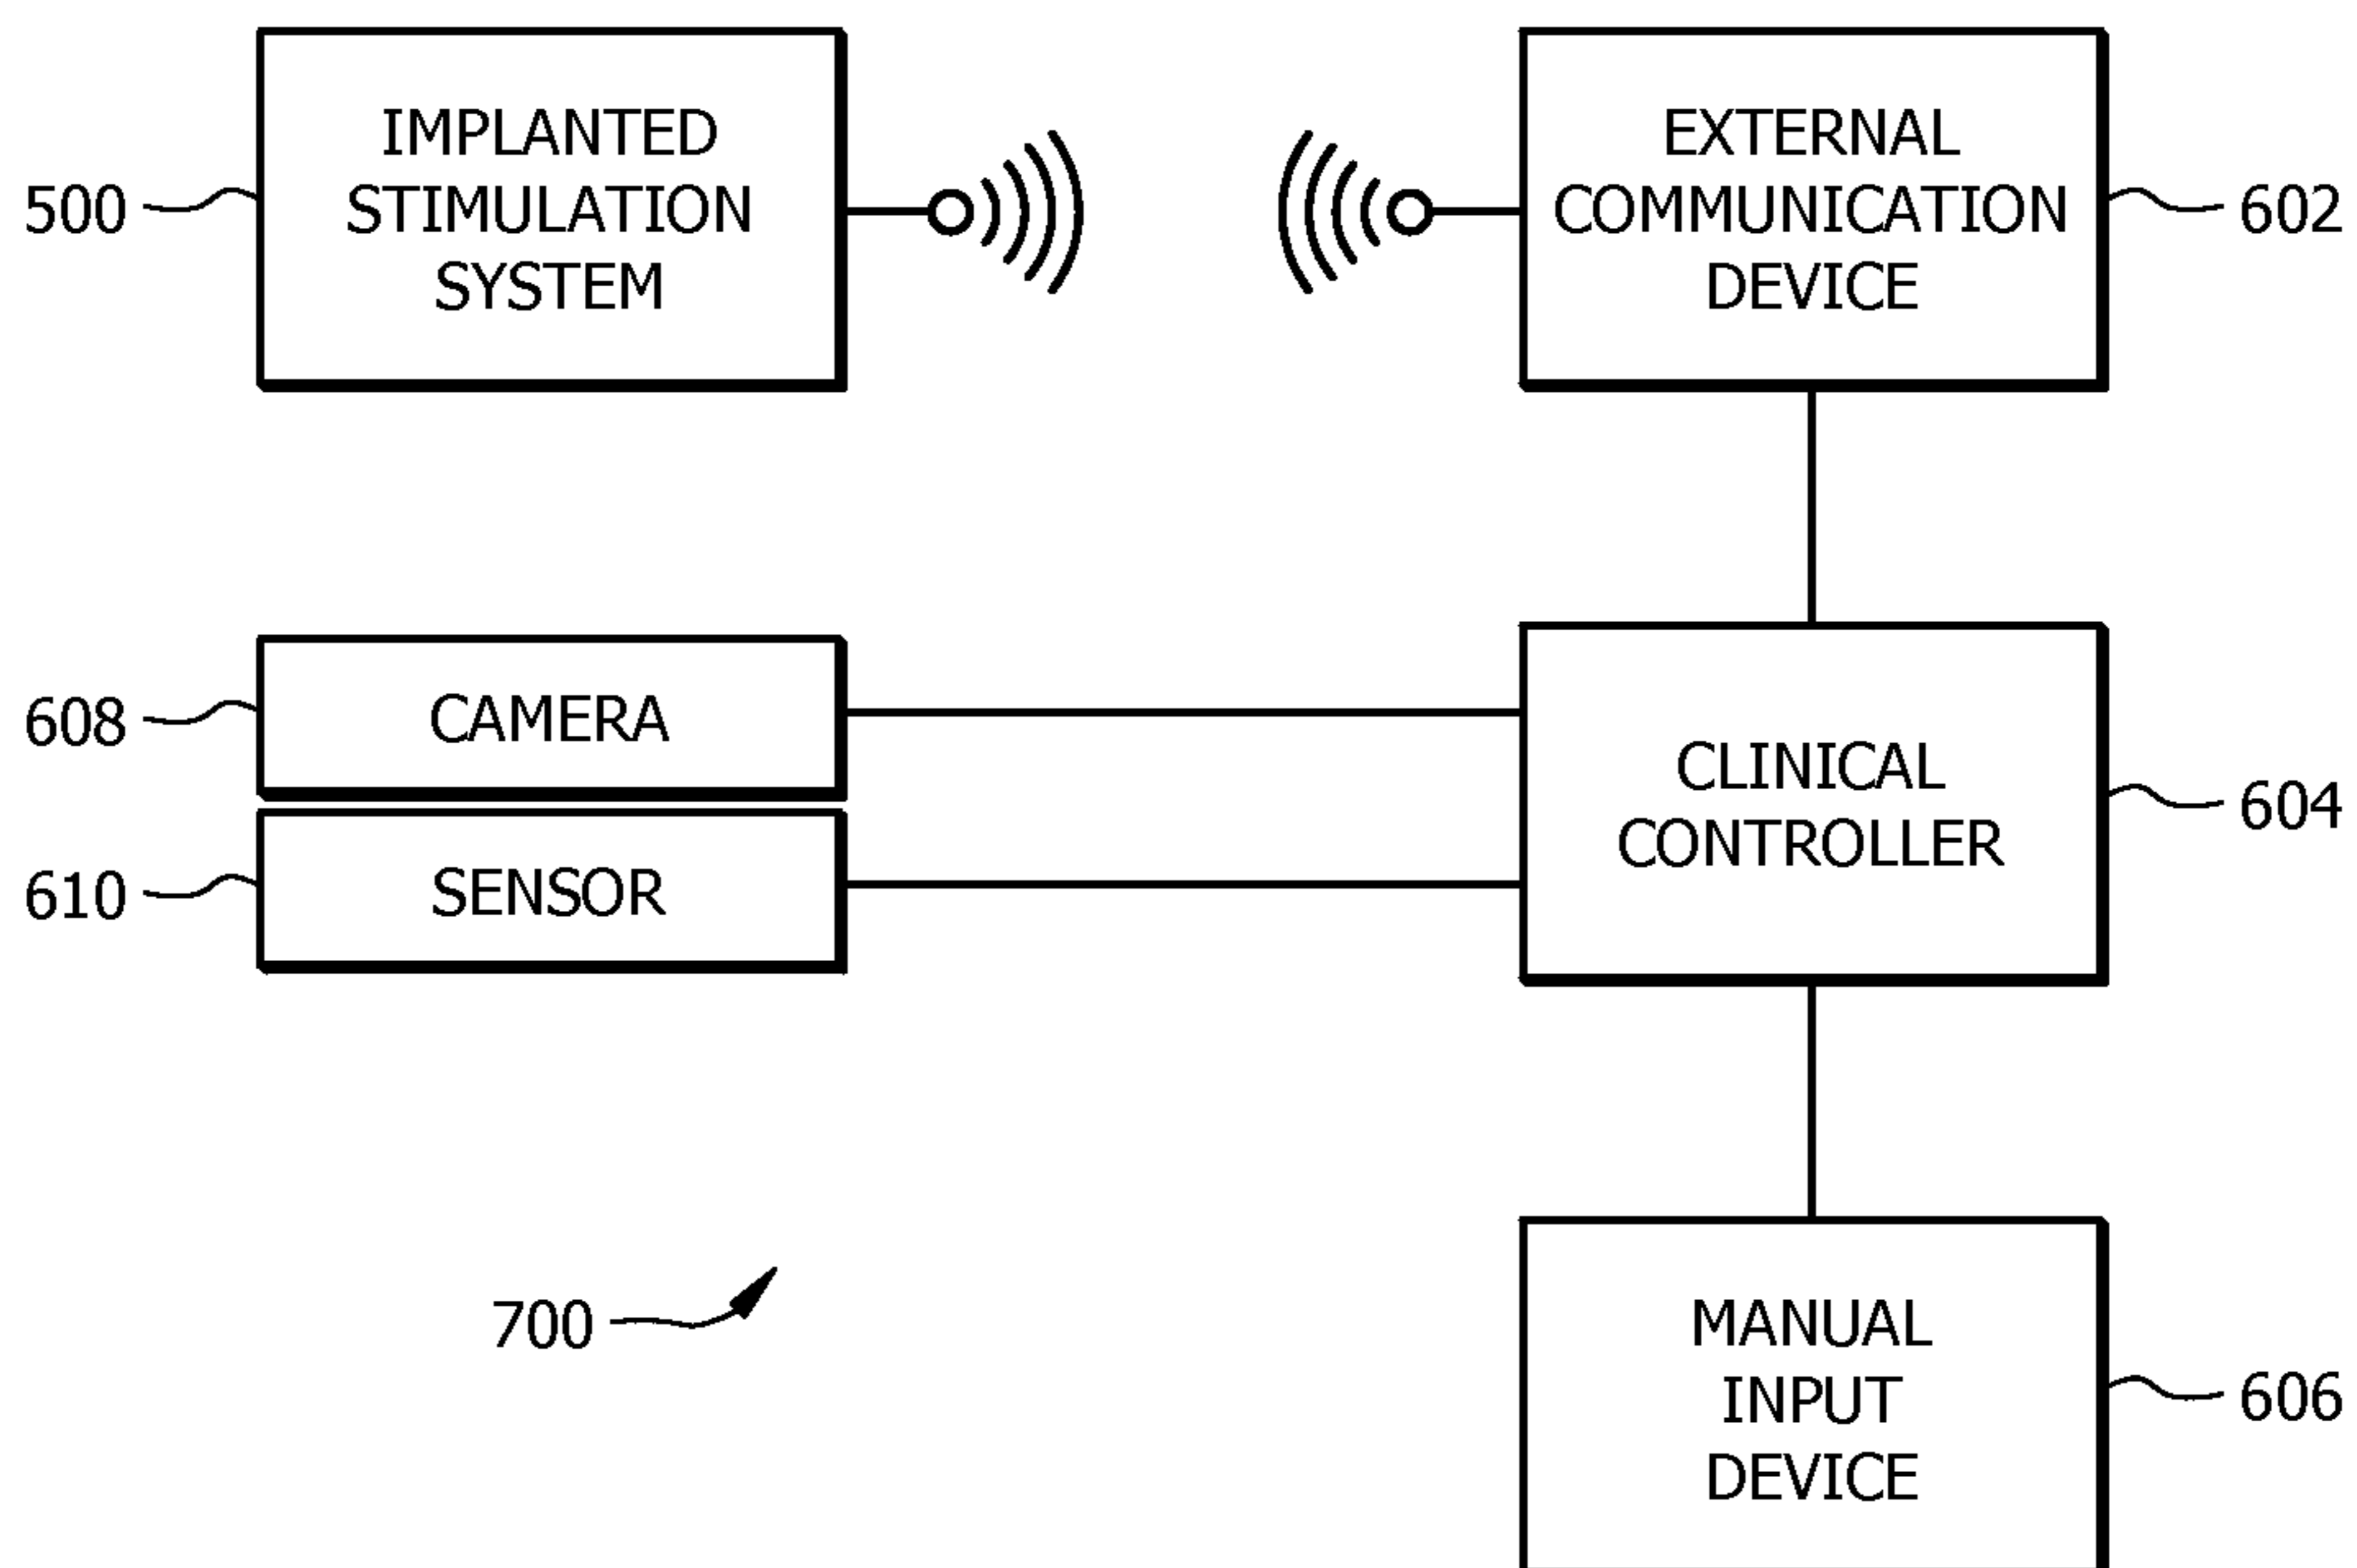 IMPLANTED
STIMULATION
SYSTEM
500
EXTERNAL
COMMUNICATION
DEVICE
602
608
CAMERA
610
SENSOR
CLINICAL
CONTROLLER
604
700
MANUAL
INPUT
DEVICE
606